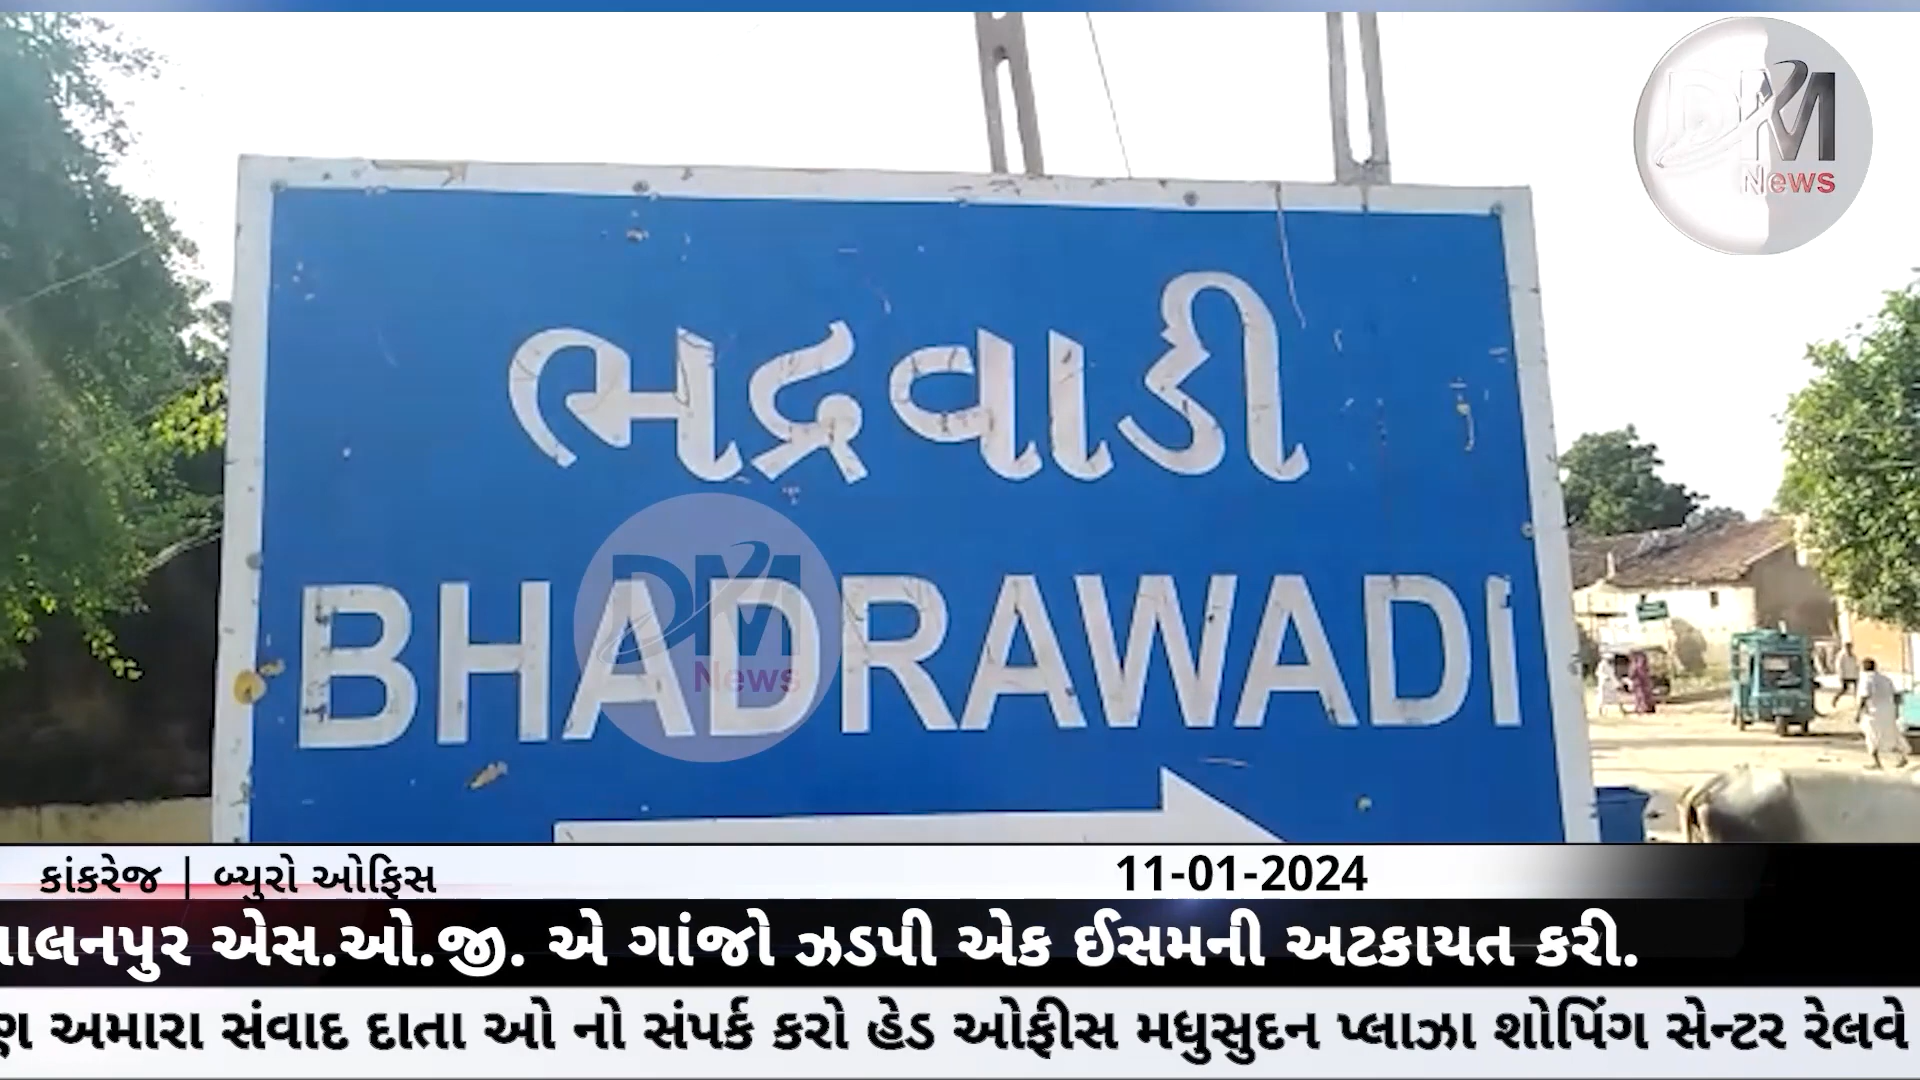 DM
News
ભદ્રવાડી
BHADRAWADI
DM
News
કાંકરેજ | બ્યુરો ઓફિસ
11-01-2024
પાલનપુર એસ.ઓ.જી. એ ગાંજો ઝડપી એક ઈસમની અટકાયત કરી.
અમારા સંવાદ દાતા ઓ નો સંપર્ક કરો હેડ ઓફીસ મધુસુદન પ્લાઝા શોપિંગ સેન્ટર રેલવે